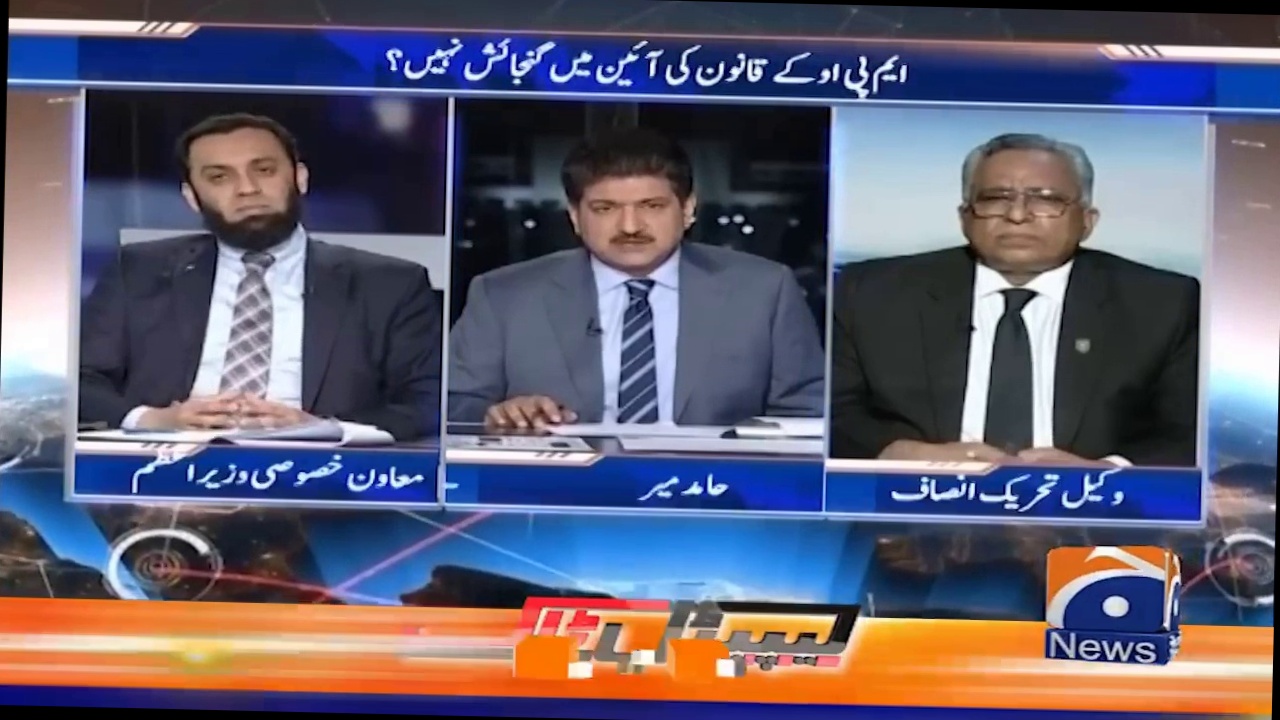 ایم پی او کے قانون کی آئین میں گنجائش نہیں؟
معاون خصوصی وزیراعظم
حامد میر
وکیل تحریک انصاف
News